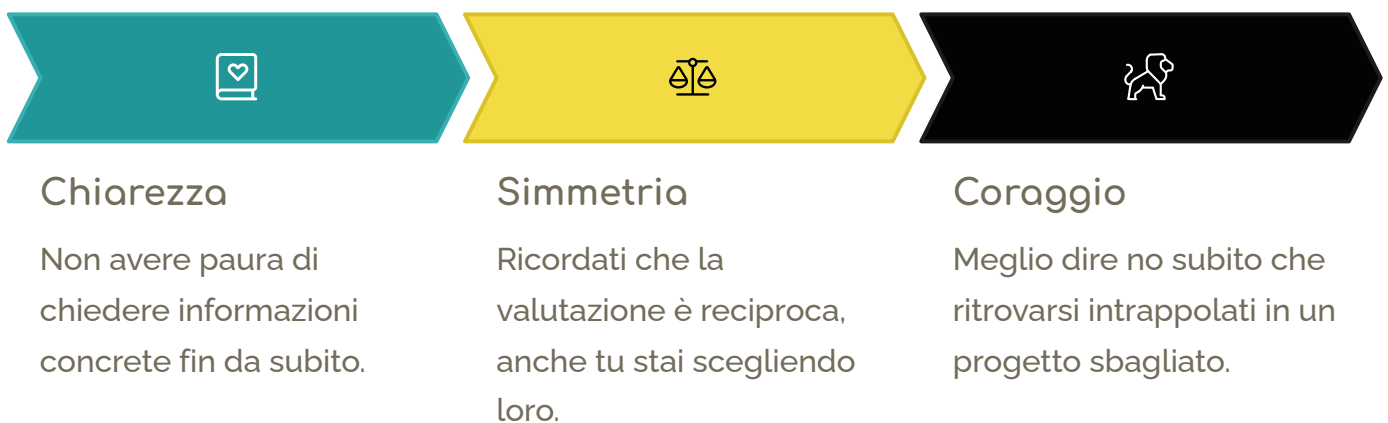 Chiarezza
Non avere paura di
chiedere informazioni
concrete fin da subito.
Simmetria
Ricordati che la
valutazione è reciproca,
anche tu stai scegliendo
loro.
Coraggio
Meglio dire no subito che
ritrovarsi intrappolati in un
progetto sbagliato.